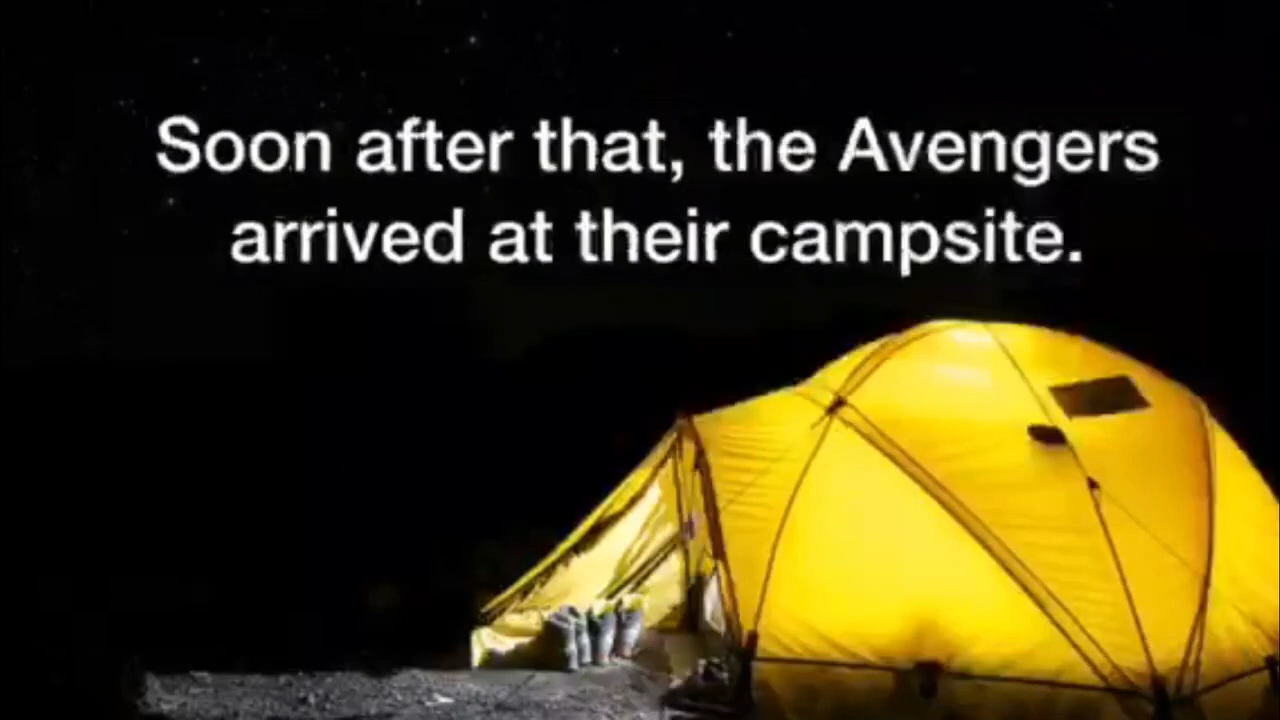 Soon after that, the Avengers
arrived at their campsite.